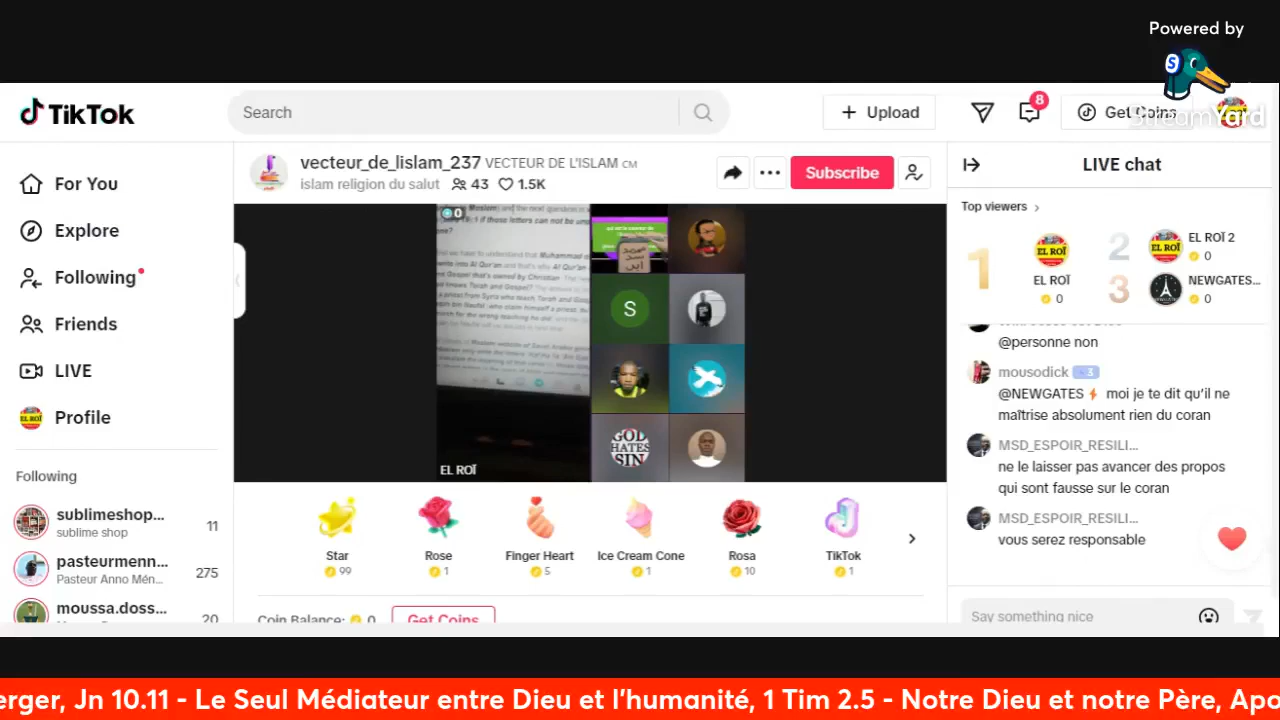 Powered by
StreamYard
TikTok
Search
Upload
8
Get Coins
For You
Explore
Following
Friends
LIVE
Profile
Following
sublimeshop...
sublime shop
11
pasteurmenn...
Pasteur Anno Mén...
275
moussa.doss...
20
vecteur_de_lislam_237 VECTEUR DE L'ISLAM CM
islam religion du salut 43 1.5K
Subscribe
0
EL ROÏ
S
GOD
HATES
SIN
Star
99
Rose
1
Finger Heart
5
Ice Cream Cone
1
Rosa
10
TikTok
1
Coin Balance: 0
Get Coins
LIVE chat
Top viewers
1
EL ROÏ
EL ROÏ
0
2
EL ROÏ
EL ROÏ 2
0
3
NEWGATES...
0
@personne non
mousodick 3
@NEWGATES moi je te dit qu'il ne
maîtrise absolument rien du coran
MSD_ESPOIR_RESILI...
ne le laisser pas avancer des propos
qui sont fausse sur le coran
MSD_ESPOIR_RESILI...
vous serez responsable
Say something nice
erger, Jn 10.11 - Le Seul Médiateur entre Dieu et l'humanité, 1 Tim 2.5 - Notre Dieu et notre Père, Apo